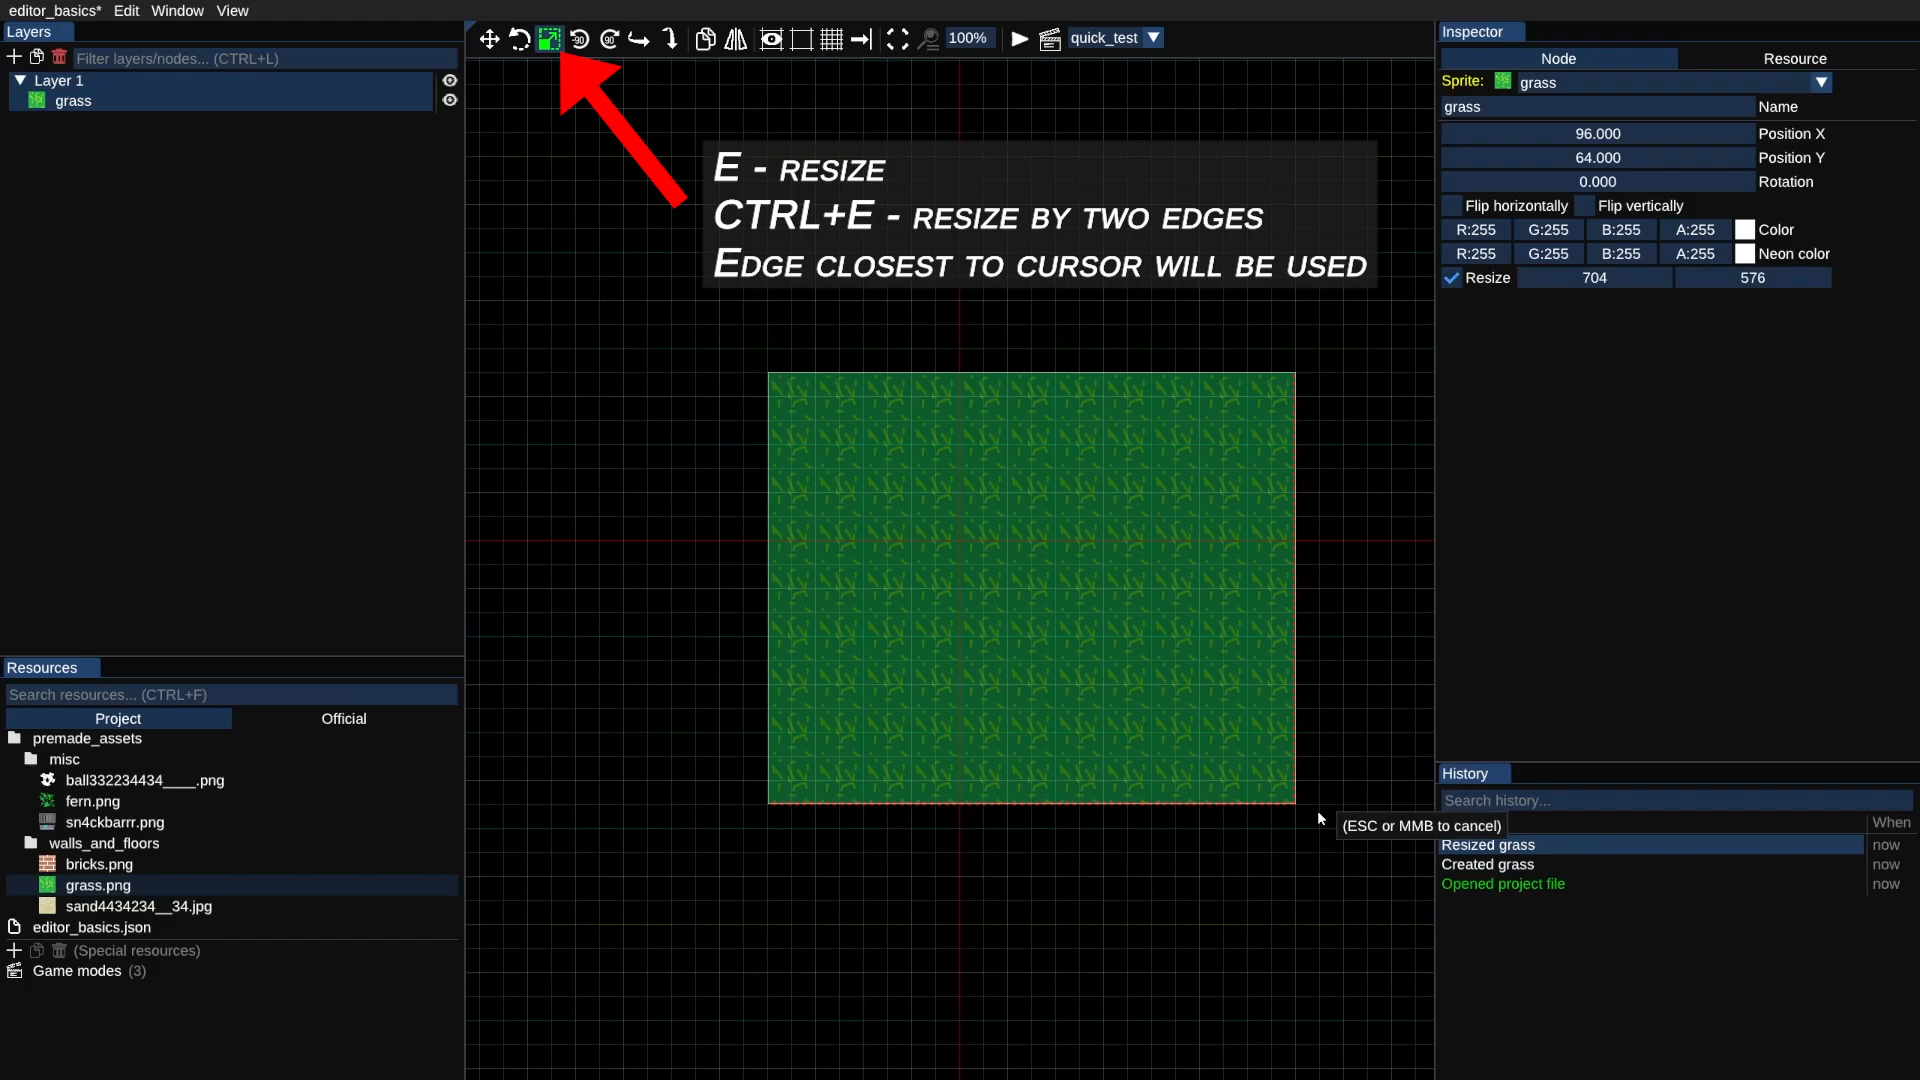 editor_basics* Edit Window View
Layers
Filter layers/nodes... (CTRL+L)
Layer 1
grass
-90 90 100% quick_test
E - RESIZE
CTRL+E - RESIZE BY TWO EDGES
EDGE CLOSEST TO CURSOR WILL BE USED
(ESC or MMB to cancel)
Inspector
Node Resource
Sprite: grass
grass Name
96.000 Position X
64.000 Position Y
0.000 Rotation
Flip horizontally Flip vertically
R:255 G:255 B:255 A:255 Color
R:255 G:255 B:255 A:255 Neon color
Resize 704 576
Resources
Search resources... (CTRL+F)
Project Official
premade_assets
misc
ball332234434____.png
fern.png
sn4ckbarrr.png
walls_and_floors
bricks.png
grass.png
sand4434234__34.jpg
editor_basics.json
(Special resources)
Game modes (3)
History
Search history...
When
Resized grass now
Created grass now
Opened project file now